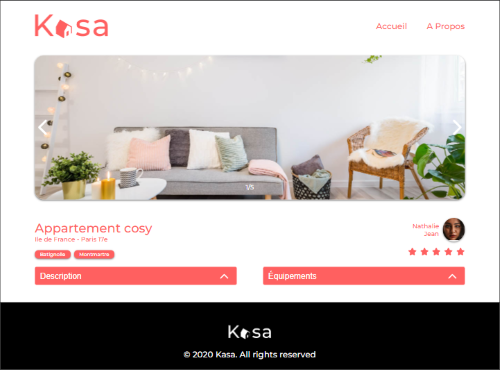 Kasa
Accueil
A Propos
1/5
Appartement cosy
Ile de France - Paris 17e
Nathalie
Jean
Batignolle
Montmartre
Description
Équipements
Kasa
© 2020 Kasa. All rights reserved